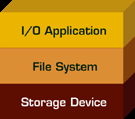 I/O Application
File System
Storage Device